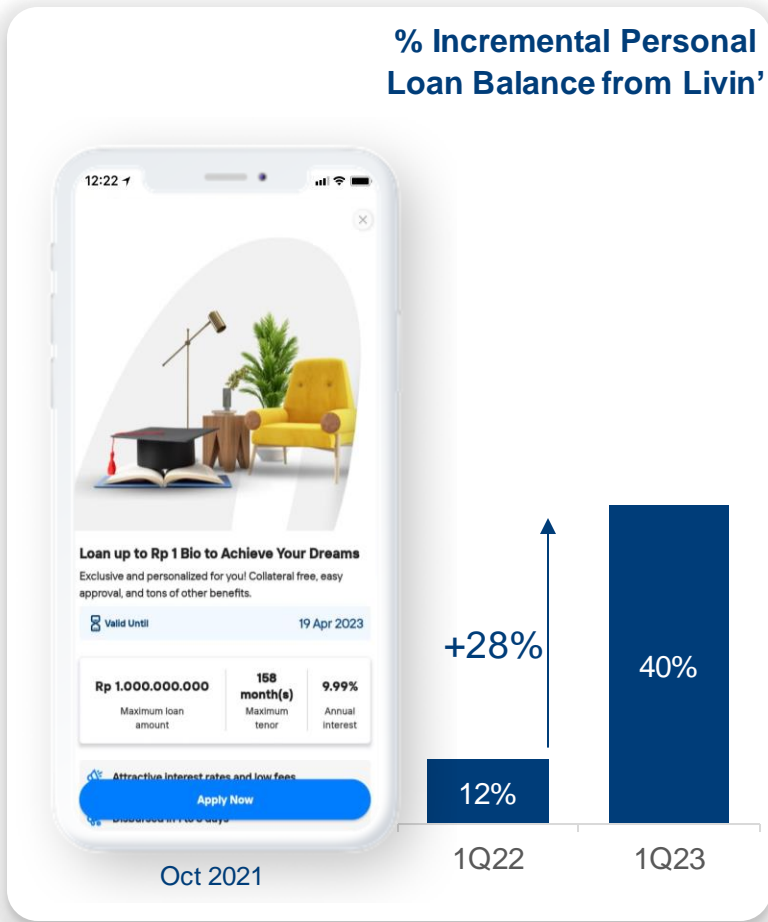 % Incremental Personal
Loan Balance from Livin’
12:22
Loan up to Rp 1 Bio to Achieve Your Dreams
Exclusive and personalized for you! Collateral free, easy
approval, and tons of other benefits.
Valid Until 19 Apr 2023
Rp 1.000.000.000
Maximum loan
amount
158
month(s)
Maximum
tenor
9.99%
Annual
interest
Attractive interest rates and low fees
Apply Now
Oct 2021
+28%
12%
40%
1Q22
1Q23